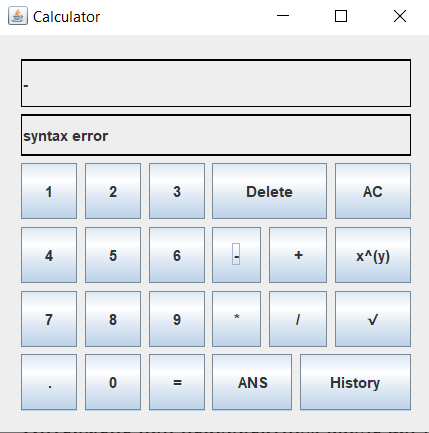 Calculator
-
syntax error
1 2 3 Delete AC
4 5 6 - + x^(y)
7 8 9 * / √
. 0 = ANS History